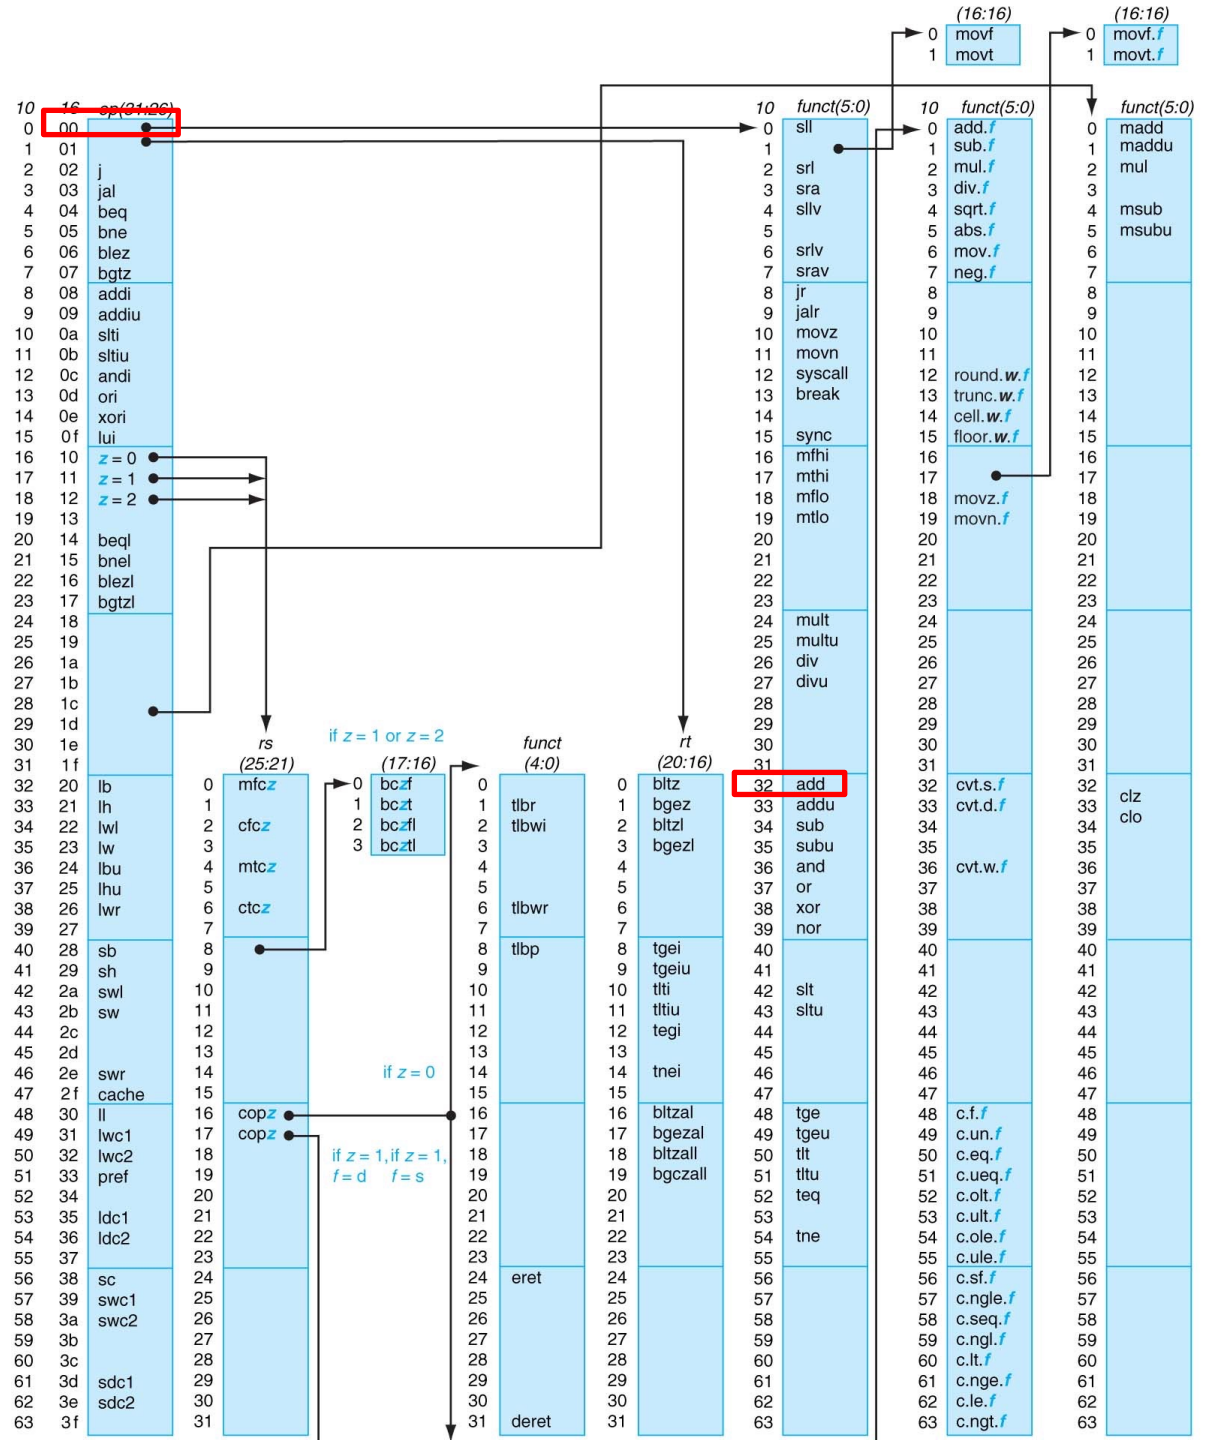 (16:16)
0 movf
1 movt
(16:16)
0 movf.f
1 movt.f
10 16 op(31:26)
0 00
1 01
2 02 j
3 03 jal
4 04 beq
5 05 bne
6 06 blez
7 07 bgtz
8 08 addi
9 09 addiu
10 0a slti
11 0b sltiu
12 0c andi
13 0d ori
14 0e xori
15 0f lui
16 10 z = 0
17 11 z = 1
18 12 z = 2
19 13
20 14 beql
21 15 bnel
22 16 blezl
23 17 bgtzl
24 18
25 19
26 1a
27 1b
28 1c
29 1d
30 1e
31 1f
32 20 lb
33 21 lh
34 22 lwl
35 23 lw
36 24 lbu
37 25 lhu
38 26 lwr
39 27
40 28 sb
41 29 sh
42 2a swl
43 2b sw
44 2c
45 2d
46 2e swr
47 2f cache
48 30 ll
49 31 lwc1
50 32 lwc2
51 33 pref
52 34
53 35 ldc1
54 36 ldc2
55 37
56 38 sc
57 39 swc1
58 3a swc2
59 3b
60 3c
61 3d sdc1
62 3e sdc2
63 3f
rs
(25:21)
0 mfcz
1
2 cfcz
3
4 mtcz
5
6 ctcz
7
8
9
10
11
12
13
14
15
16 copz
17 copz
18
19
20
21
22
23
24
25
26
27
28
29
30
31
if z = 1 or z = 2
(17:16)
0 bczf
1 bczt
2 bczfl
3 bcztl
if z = 0
if z = 1, if z = 1,
f = d f = s
funct
(4:0)
0
1 tlbr
2 tlbwi
3
4
5
6 tlbwr
7
8 tlbp
9
10
11
12
13
14
15
16
17
18
19
20
21
22
23
24 eret
25
26
27
28
29
30
31 deret
rt
(20:16)
0 bltz
1 bgez
2 bltzl
3 bgezl
4
5
6
7
8 tgei
9 tgeiu
10 tlti
11 tltiu
12 tegi
13
14 tnei
15
16 bltzal
17 bgezal
18 bltzall
19 bgczall
20
21
22
23
24
25
26
27
28
29
30
31
10 funct(5:0)
0 sll
1
2 srl
3 sra
4 sllv
5
6 srlv
7 srav
8 jr
9 jalr
10 movz
11 movn
12 syscall
13 break
14
15 sync
16 mfhi
17 mthi
18 mflo
19 mtlo
20
21
22
23
24 mult
25 multu
26 div
27 divu
28
29
30
31
32 add
33 addu
34 sub
35 subu
36 and
37 or
38 xor
39 nor
40
41
42 slt
43 sltu
44
45
46
47
48 tge
49 tgeu
50 tlt
51 tltu
52 teq
53
54 tne
55
56
57
58
59
60
61
62
63
10 funct(5:0)
0 add.f
1 sub.f
2 mul.f
3 div.f
4 sqrt.f
5 abs.f
6 mov.f
7 neg.f
8
9
10
11
12 round.w.f
13 trunc.w.f
14 cell.w.f
15 floor.w.f
16
17
18 movz.f
19 movn.f
20
21
22
23
24
25
26
27
28
29
30
31
32 cvt.s.f
33 cvt.d.f
34
35
36 cvt.w.f
37
38
39
40
41
42
43
44
45
46
47
48 c.f.f
49 c.un.f
50 c.eq.f
51 c.ueq.f
52 c.olt.f
53 c.ult.f
54 c.ole.f
55 c.ule.f
56 c.sf.f
57 c.ngle.f
58 c.seq.f
59 c.ngl.f
60 c.lt.f
61 c.nge.f
62 c.le.f
63 c.ngt.f
funct(5:0)
0 madd
1 maddu
2 mul
3
4 msub
5 msubu
6
7
8
9
10
11
12
13
14
15
16
17
18
19
20
21
22
23
24
25
26
27
28
29
30
31
32 clz
33 clo
34
35
36
37
38
39
40
41
42
43
44
45
46
47
48
49
50
51
52
53
54
55
56
57
58
59
60
61
62
63